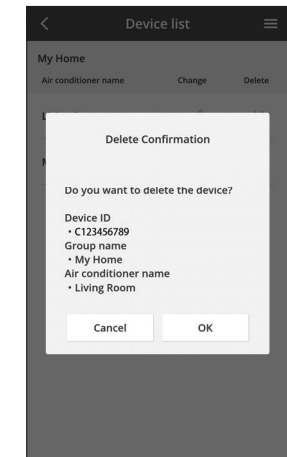 Device list
My Home
Air conditioner name Change Delete
Delete Confirmation
Do you want to delete the device?
Device ID
• C123456789
Group name
• My Home
Air conditioner name
• Living Room
Cancel OK